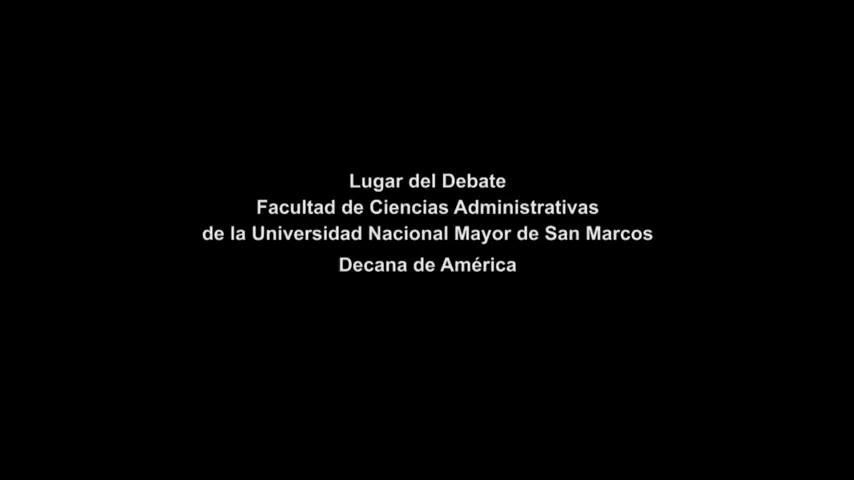 Lugar del Debate
Facultad de Ciencias Administrativas
de la Universidad Nacional Mayor de San Marcos
Decana de América